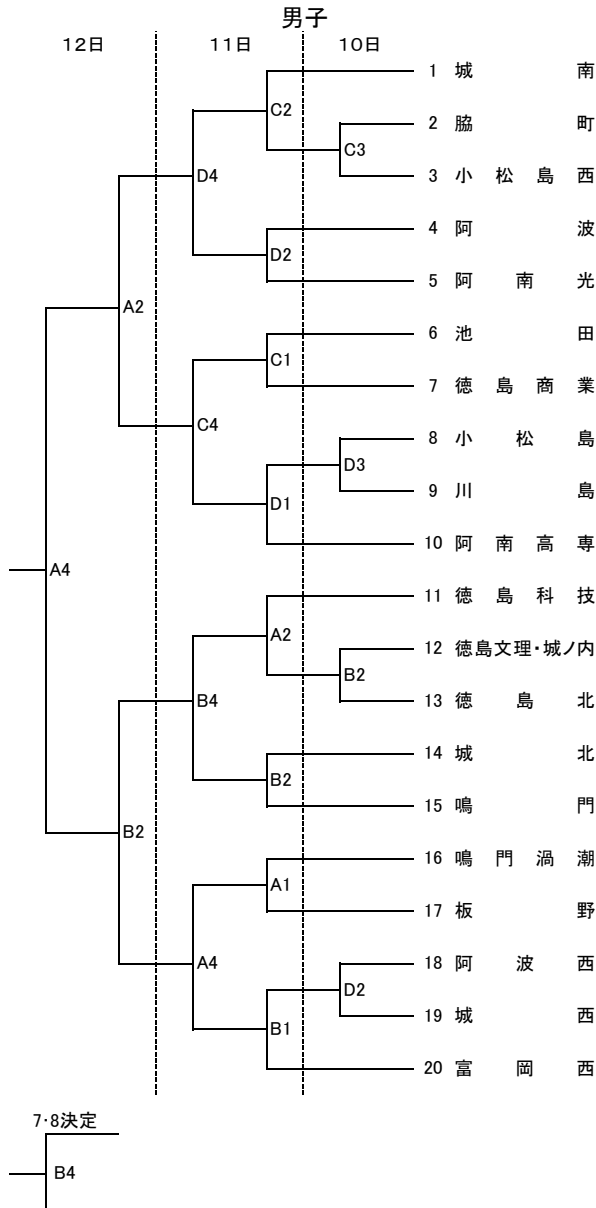 男子
12日 11日 10日
1 城南
C2
2 脇町
C3
3 小松島西
D4
4 阿波
D2
5 阿南光
A2
6 池田
C1
7 徳島商業
C4
8 小松島
D3
9 川島
D1
10 阿南高専
A4
11 徳島科技
A2
12 徳島文理・城ノ内
B2
13 徳島北
B4
14 城北
B2
15 鳴門
B2
16 鳴門渦潮
A1
17 板野
A4
18 阿波西
D2
19 城西
B1
20 富岡西
7・8決定
B4